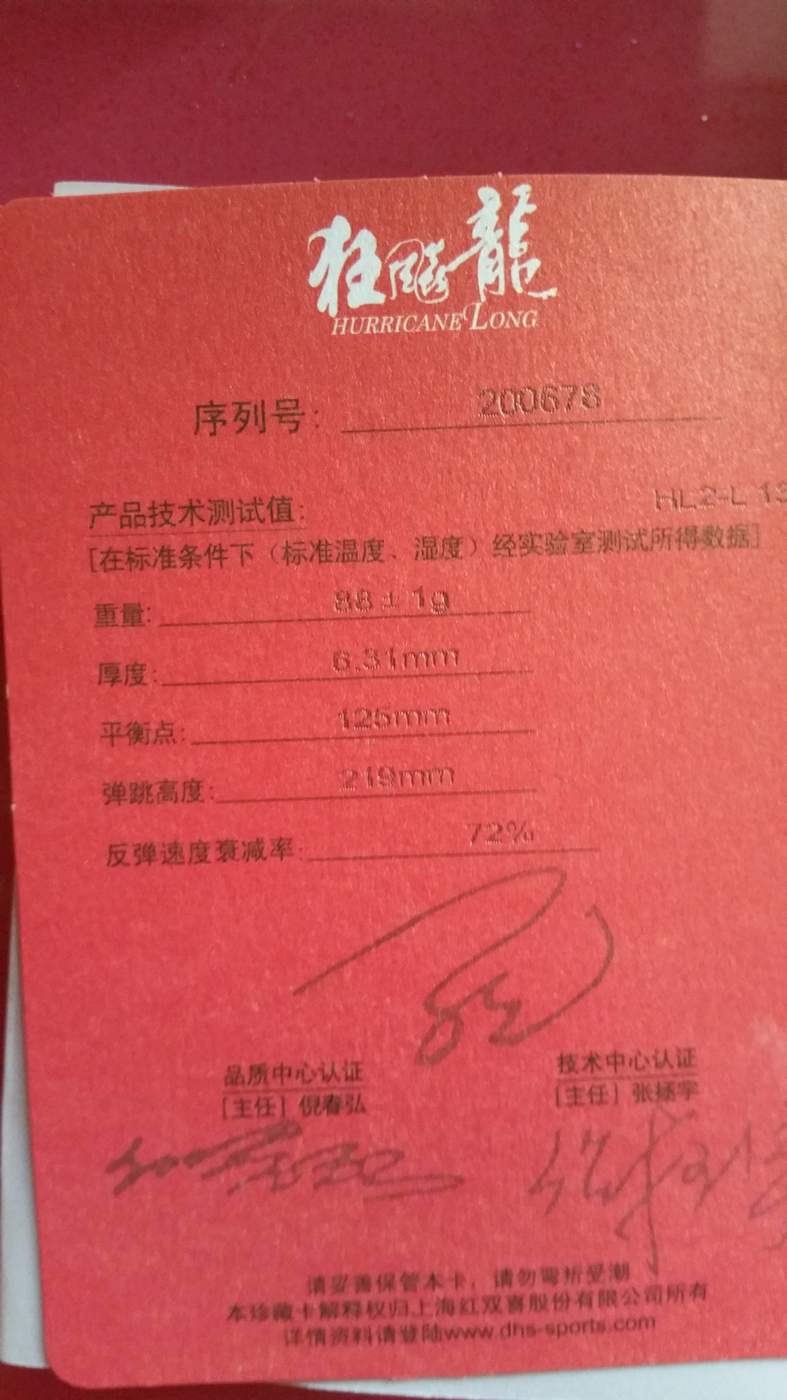 狂飚龍
HURRICANE LONG
序列号: 200678
产品技术测试值: HL2-L 13
[在标准条件下（标准温度、湿度）经实验室测试所得数据]
重量: 88±1g
厚度: 6.31mm
平衡点: 125mm
弹跳高度: 219mm
反弹速度衰减率: 72%
品质中心认证 技术中心认证
[主任] 倪春弘 [主任] 张拯宇
请妥善保管本卡，请勿弯折受潮
本珍藏卡解释权归上海红双喜股份有限公司所有
详情资料请登陆www.dhs-sports.com